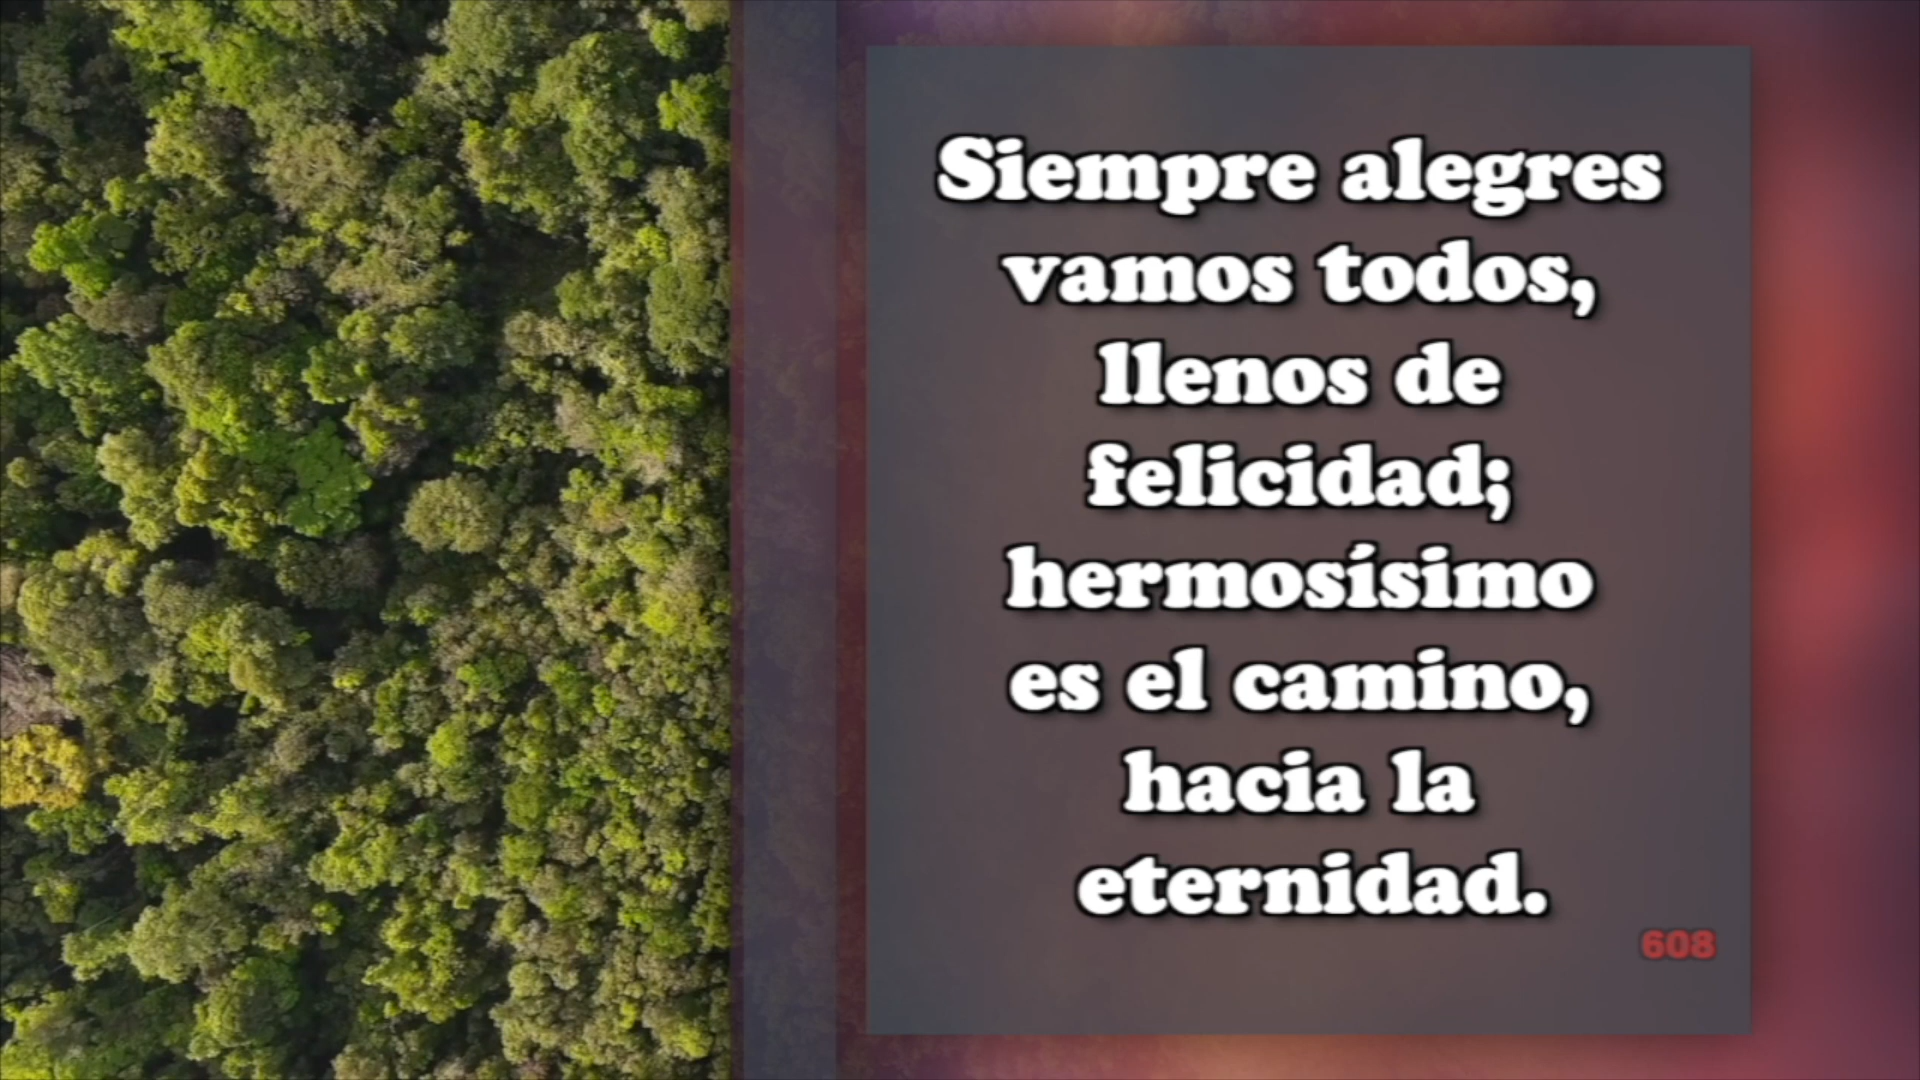 Siempre alegres
vamos todos,
llenos de
felicidad;
hermosísimo
es el camino,
hacia la
eternidad.
608